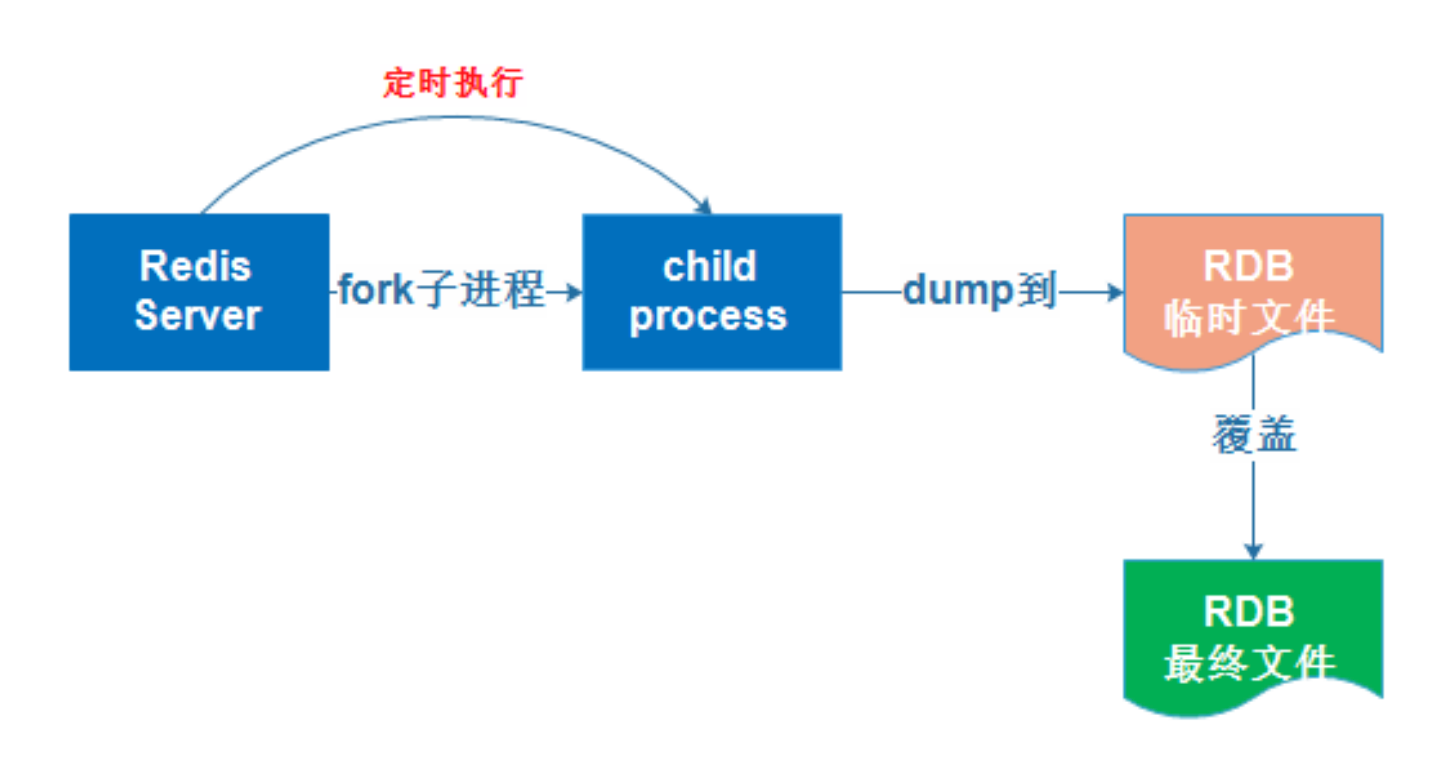 定时执行
Redis
Server
fork子进程
child
process
dump到
RDB
临时文件
覆盖
RDB
最终文件